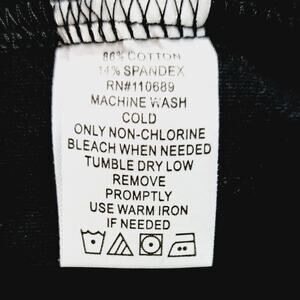 86% COTTON
14% SPANDEX
RN#110689
MACHINE WASH
COLD
ONLY NON-CHLORINE
BLEACH WHEN NEEDED
TUMBLE DRY LOW
REMOVE
PROMPTLY
USE WARM IRON
IF NEEDED